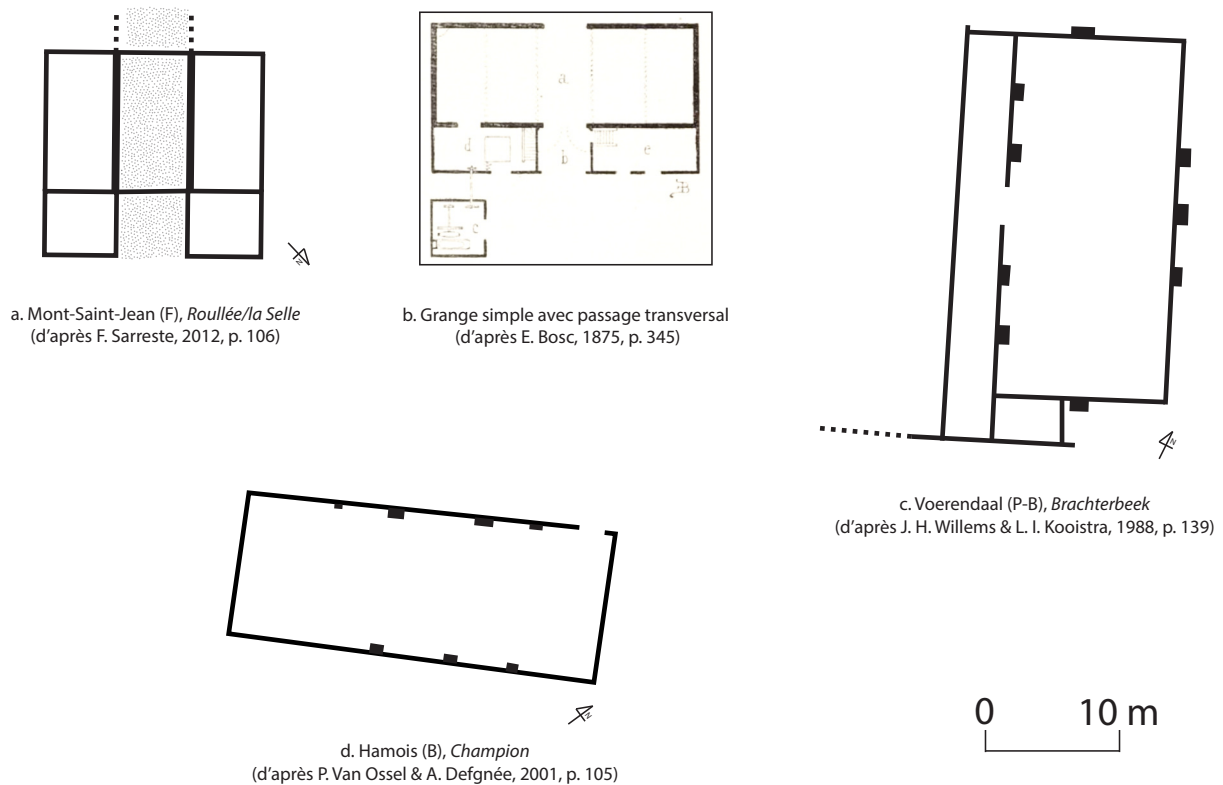 a. Mont-Saint-Jean (F), Roullée/la Selle
(d'après F. Sarreste, 2012, p. 106)
a
d
b
e
B
c
b. Grange simple avec passage transversal
(d'après E. Bosc, 1875, p. 345)
N
N
c. Voerendaal (P-B), Brachterbeek
(d'après J. H. Willems & L. I. Kooistra, 1988, p. 139)
N
d. Hamois (B), Champion
(d'après P. Van Ossel & A. Defgnée, 2001, p. 105)
0 10 m